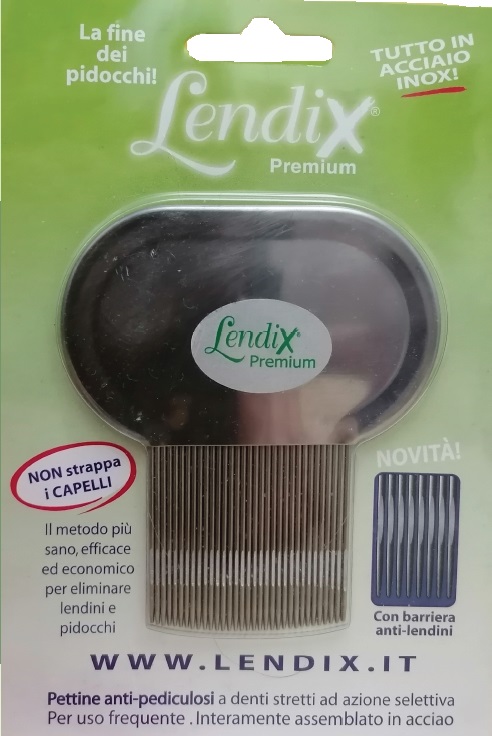 La fine
dei
pidocchi!
TUTTO IN
ACCIAIO
INOX!
Lendix®
Premium
Lendix®
Premium
NON strappa
i CAPELLI
NOVITÀ!
Il metodo più
sano, efficace
ed economico
per eliminare
lendini e
pidocchi
Con barriera
anti-lendini
WWW.LENDIX.IT
Pettine anti-pediculosi a denti stretti ad azione selettiva
Per uso frequente . Interamente assemblato in acciao